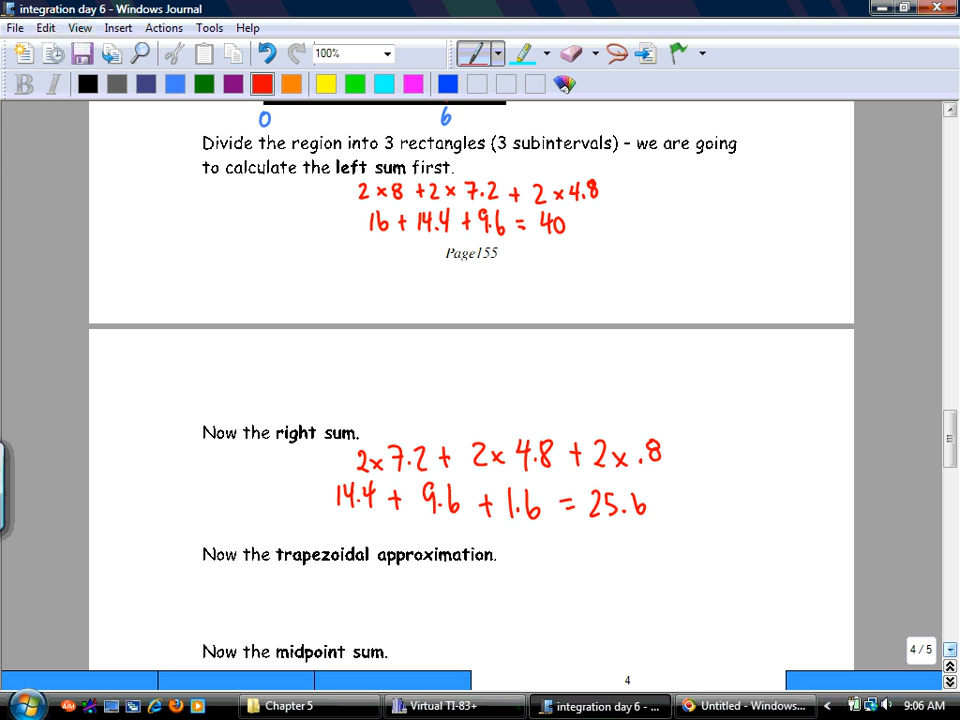 integration day 6 - Windows Journal
File Edit View Insert Actions Tools Help
100%
B I
0 6
Divide the region into 3 rectangles (3 subintervals) - we are going
to calculate the left sum first.
2 × 8 + 2 × 7.2 + 2 × 4.8
16 + 14.4 + 9.6 = 40
Page155
Now the right sum.
2 × 7.2 + 2 × 4.8 + 2 × .8
14.4 + 9.6 + 1.6 = 25.6
Now the trapezoidal approximation.
Now the midpoint sum.
4 / 5
4
Chapter 5 Virtual TI-83+ integration day 6 - ... Untitled - Windows... 9:06 AM